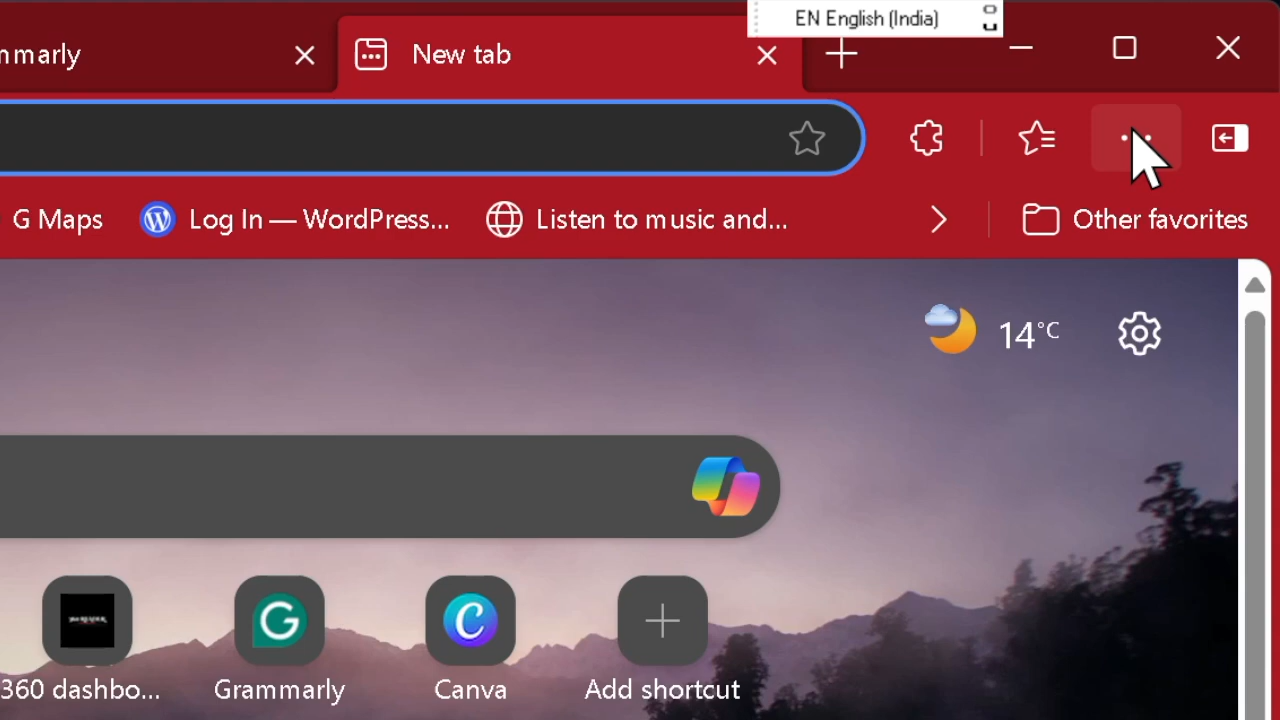 EN English (India)
mmarly
New tab
G Maps
Log In — WordPress...
Listen to music and...
Other favorites
14°C
360 dashbo...
Grammarly
Canva
Add shortcut